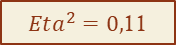 Eta² = 0,11